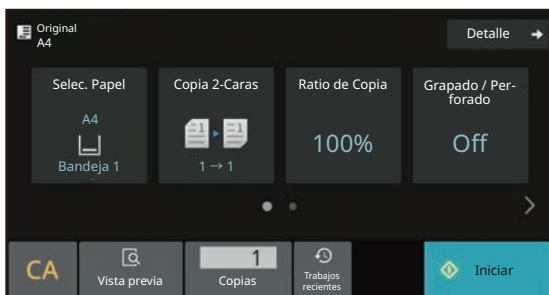 Original
A4
Detalle
Selec. Papel
A4
Bandeja 1
Copia 2-Caras
1 → 1
Ratio de Copia
100%
Grapado / Per-
forado
Off
CA
Vista previa
1
Copias
Trabajos
recientes
Iniciar